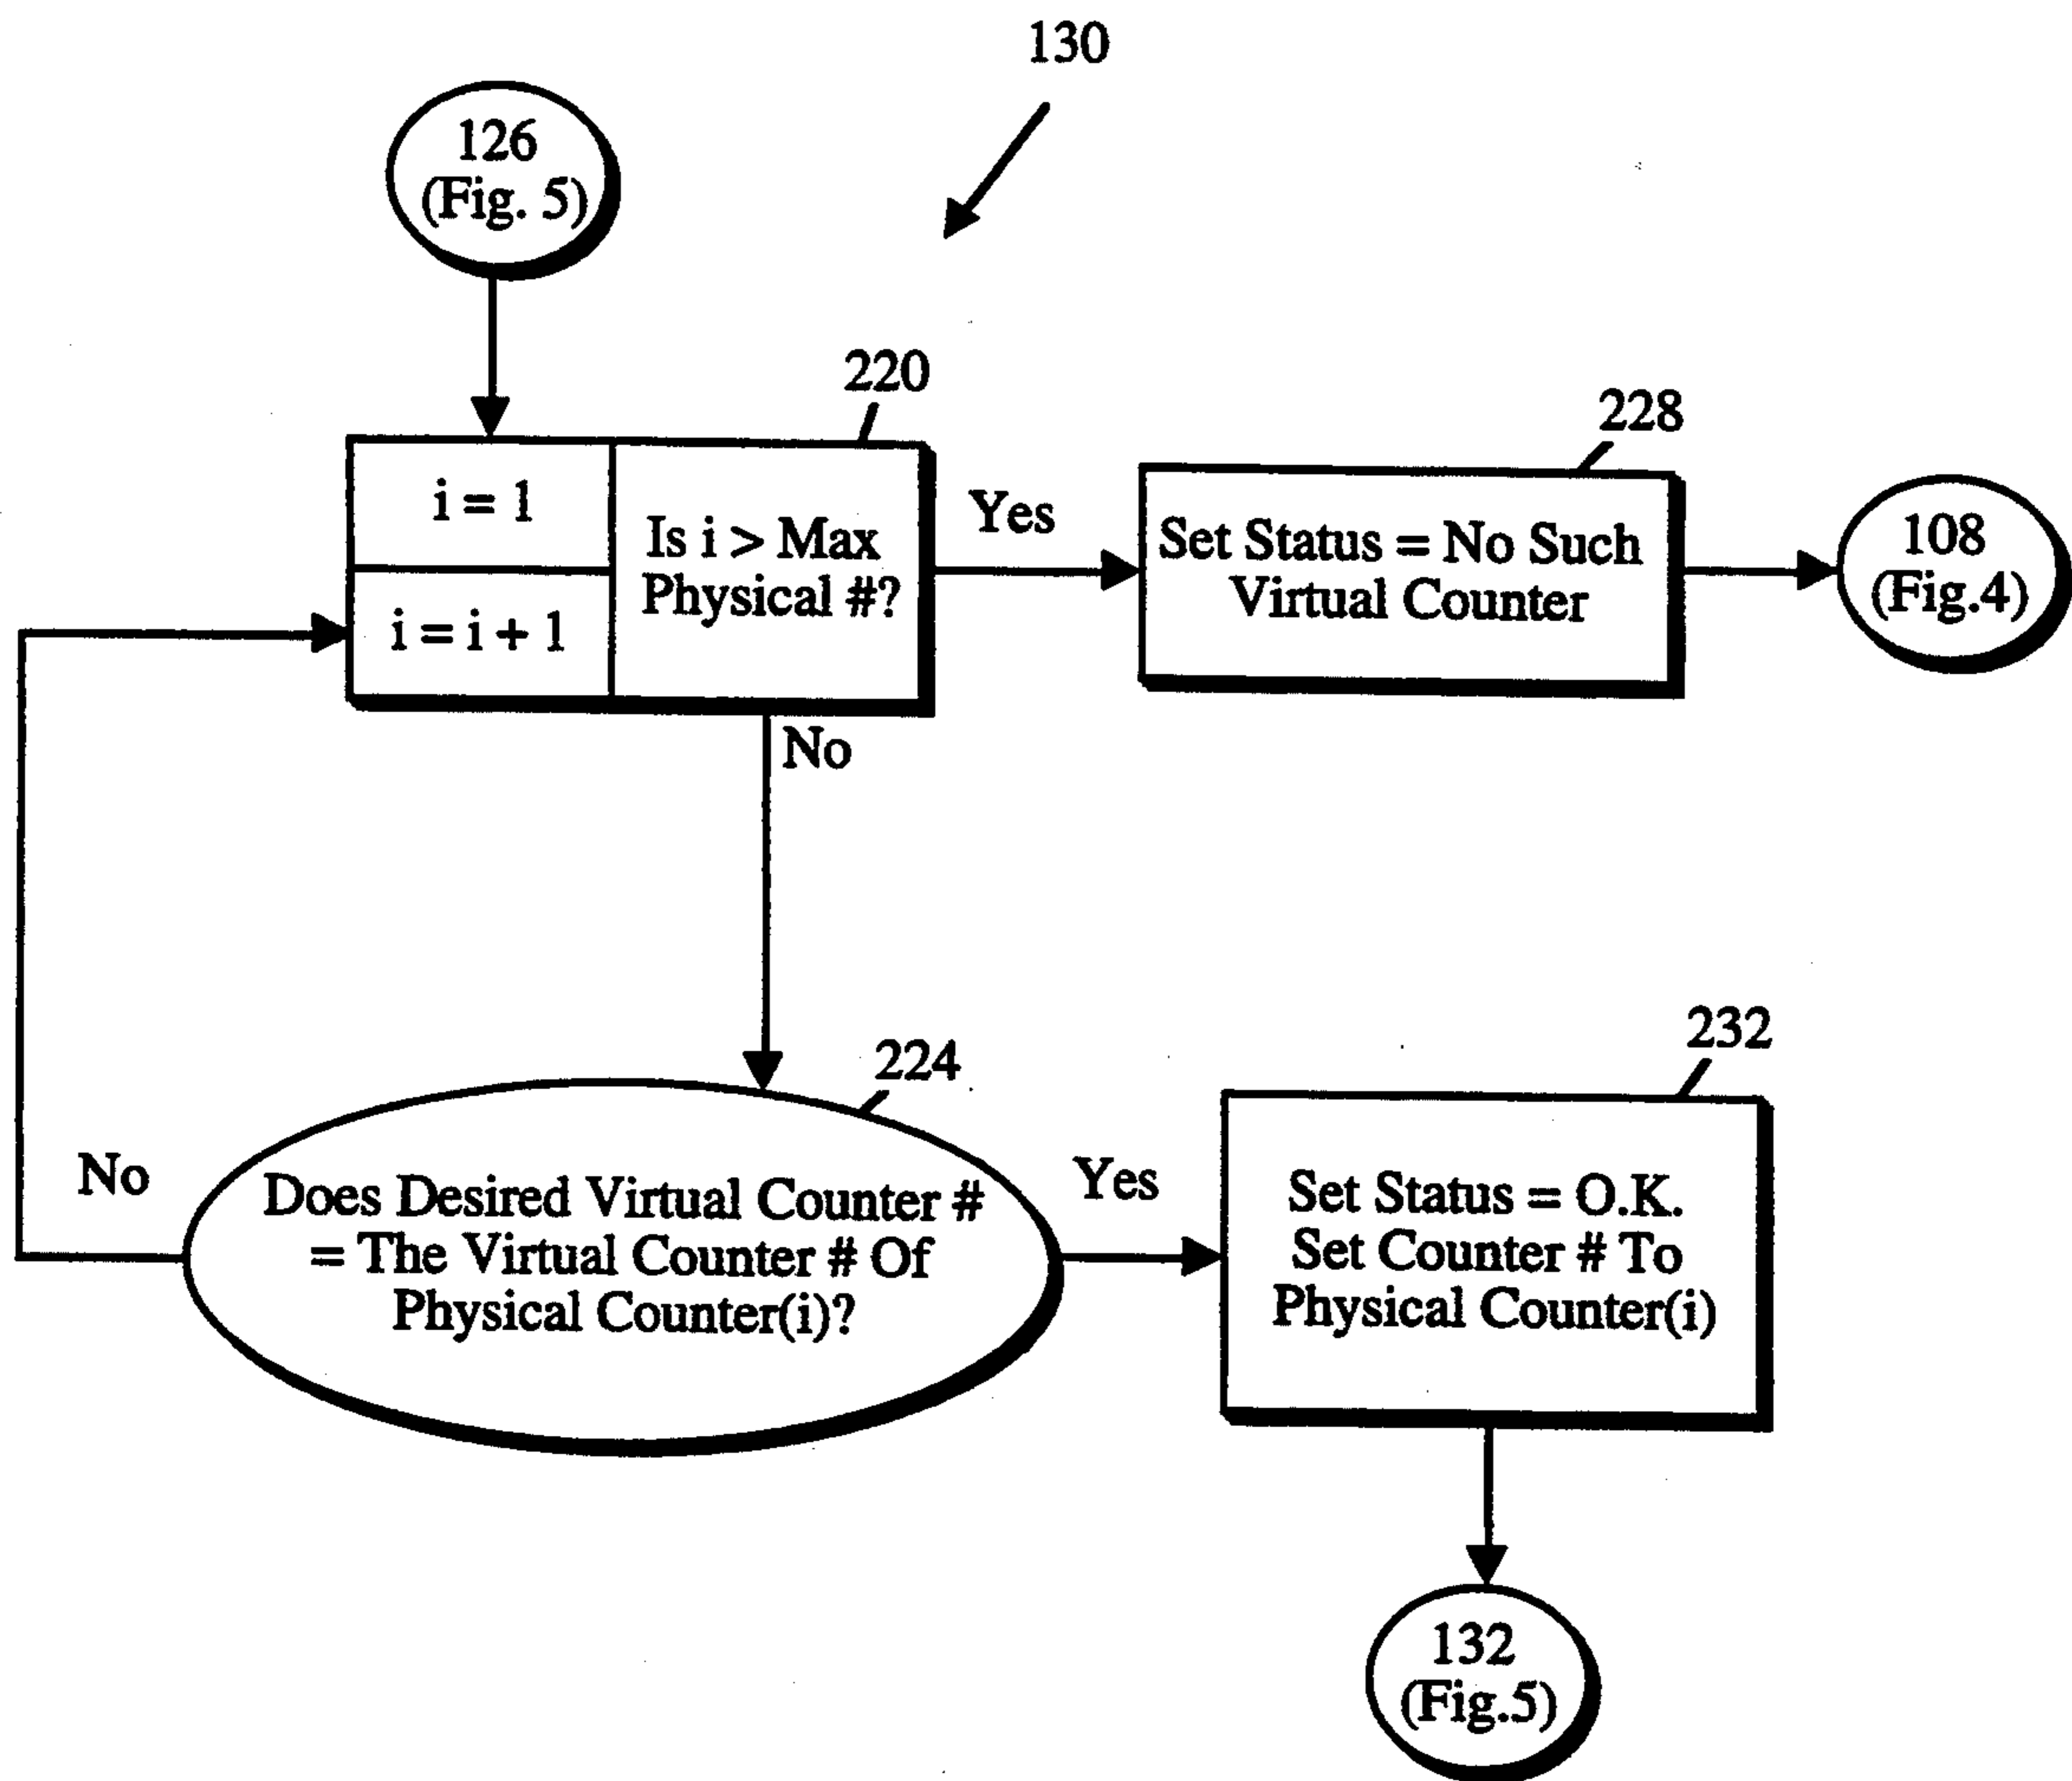 130
126
(Fig. 5)
220
i = 1
i = i + 1
Is i > Max
Physical #?
Yes
228
Set Status = No Such
Virtual Counter
108
(Fig.4)
No
224
Does Desired Virtual Counter #
= The Virtual Counter # Of
Physical Counter(i)?
No
Yes
232
Set Status = O.K.
Set Counter # To
Physical Counter(i)
132
(Fig.5)